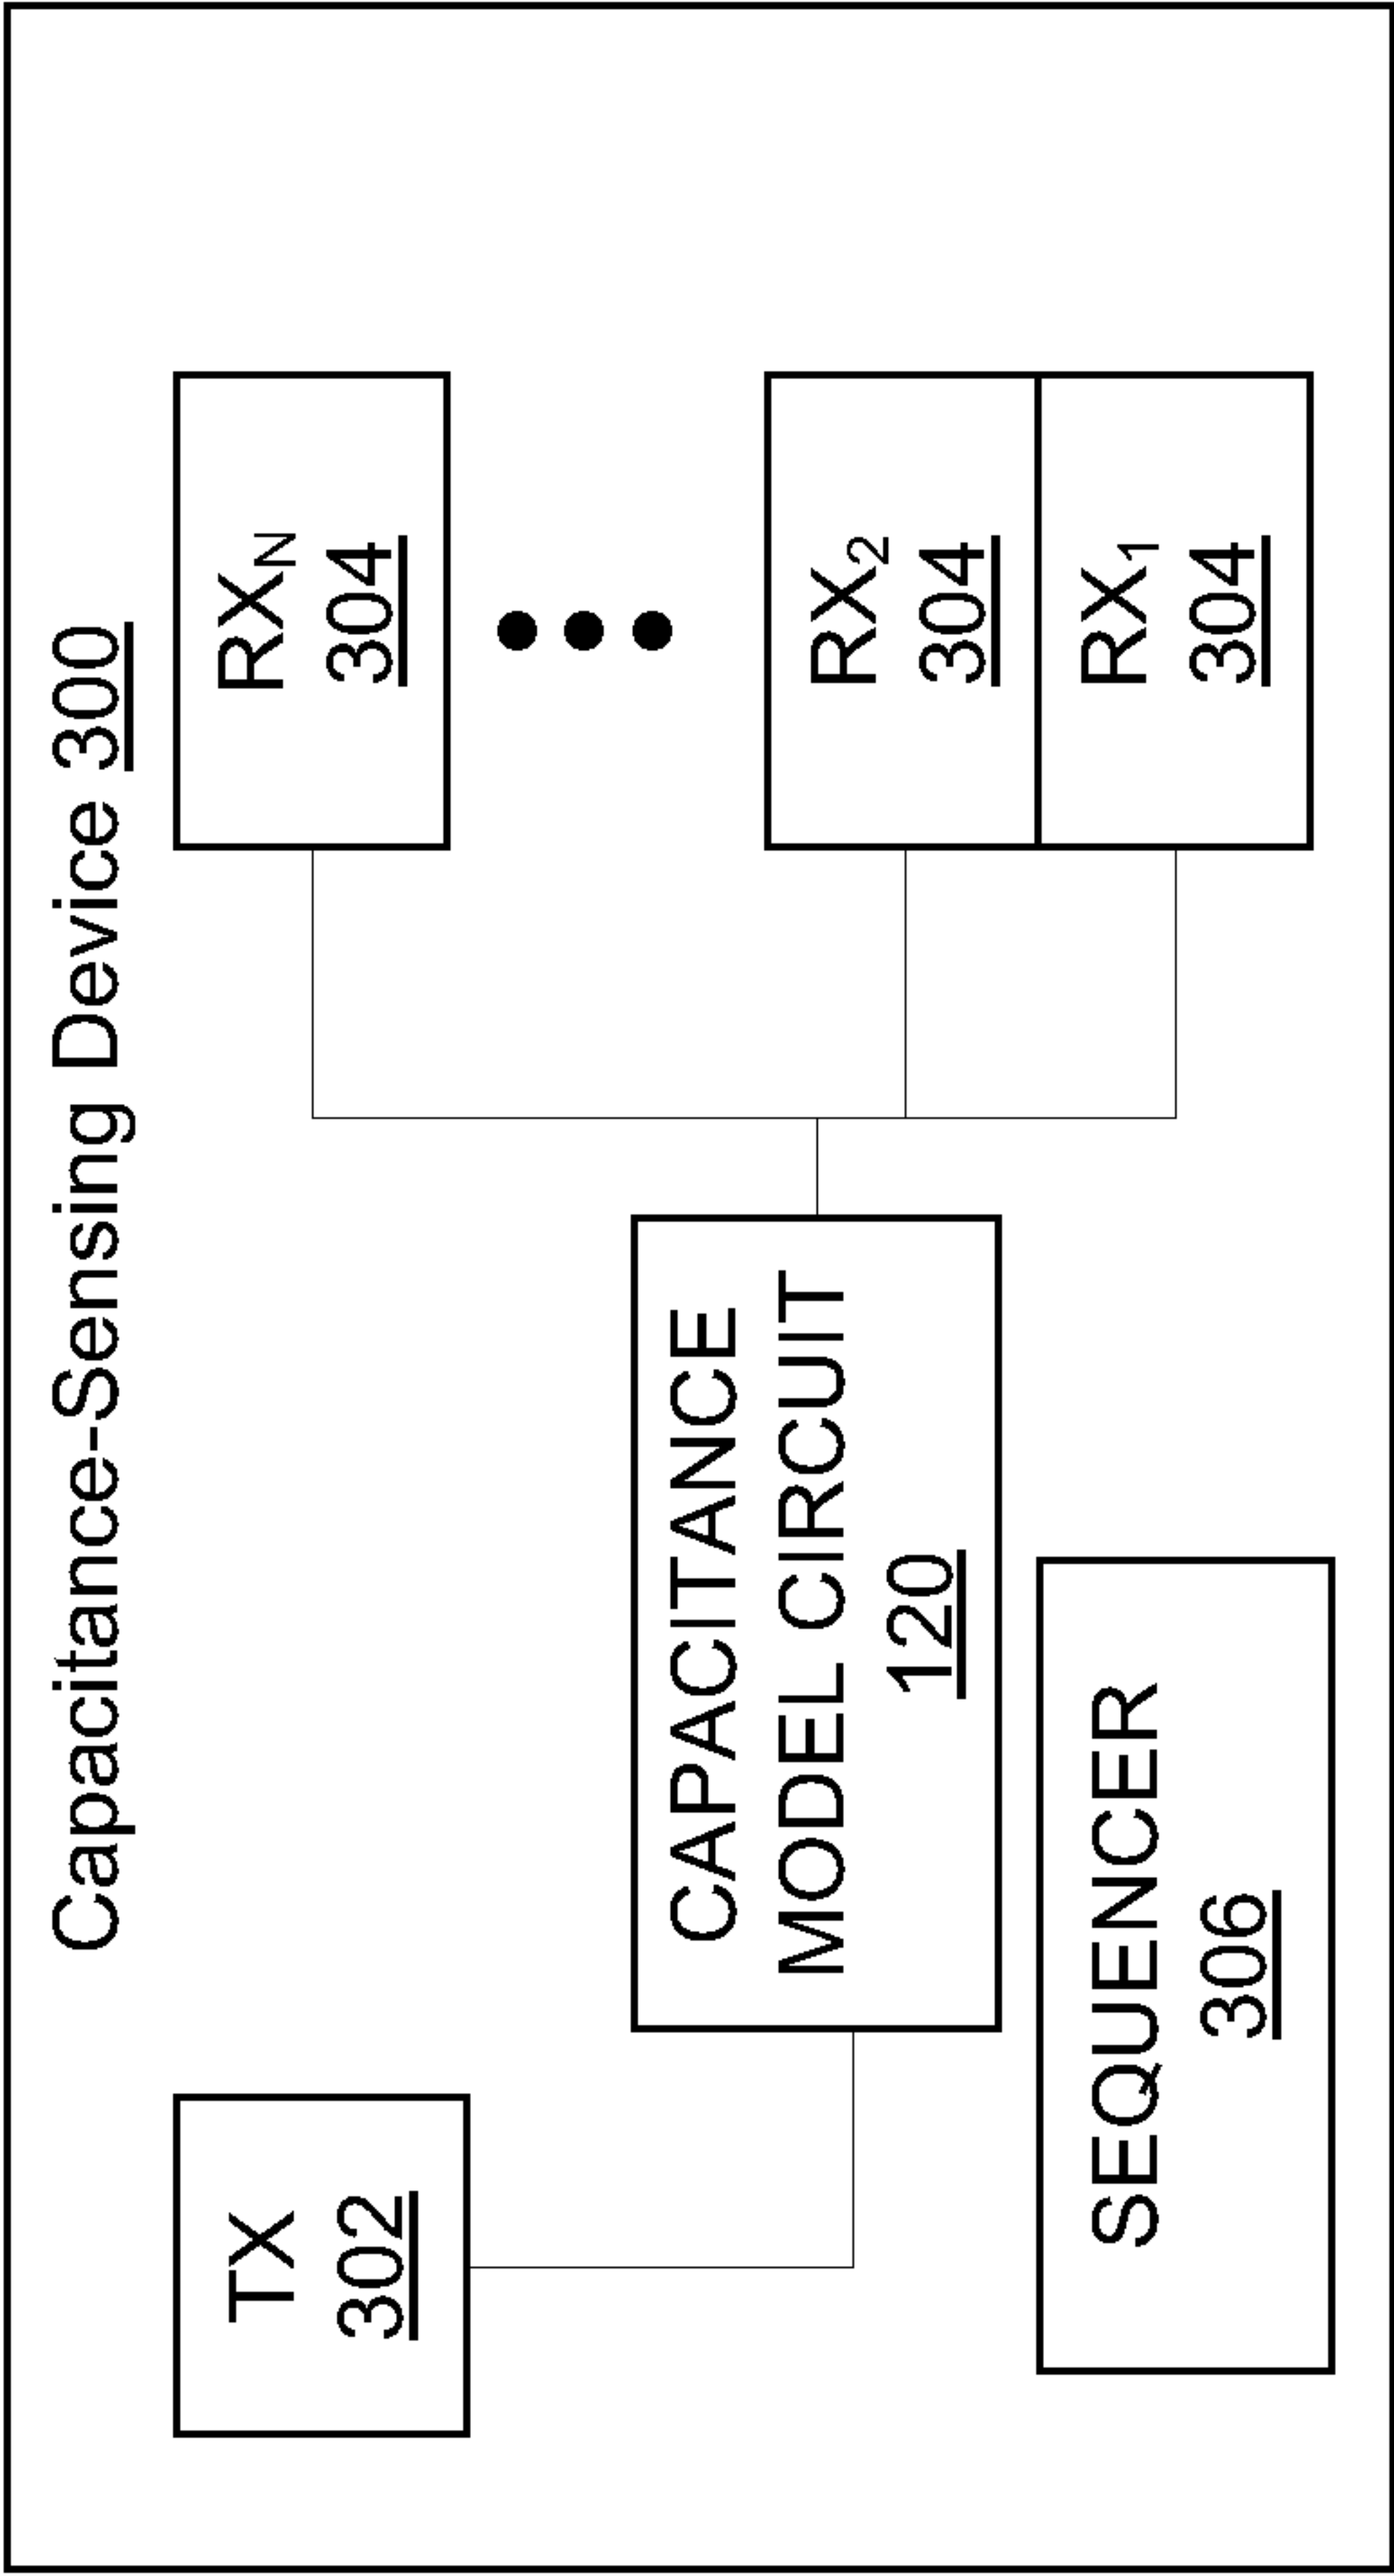 Capacitance-Sensing Device 300
TX
302
CAPACITANCE
MODEL CIRCUIT
120
SEQUENCER
306
RXN
304
RX2
304
RX1
304